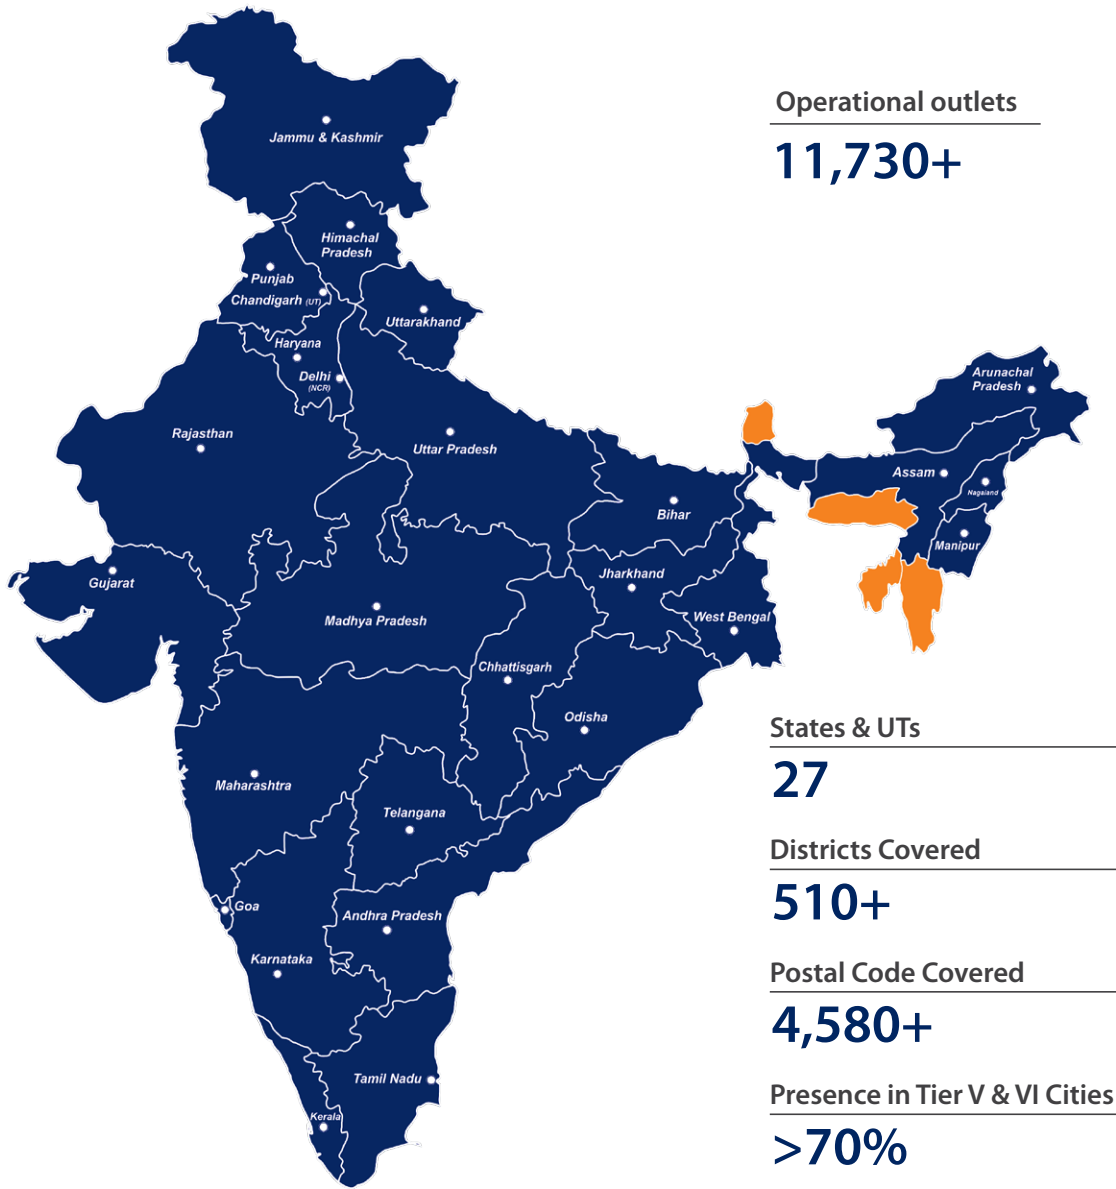 Operational outlets
11,730+
Jammu & Kashmir
Himachal
Pradesh
Punjab
Chandigarh (UT)
Uttarakhand
Haryana
Delhi
(NCR)
Arunachal
Pradesh
Rajasthan
Uttar Pradesh
Assam
Nagaland
Bihar
Manipur
Gujarat
Jharkhand
Madhya Pradesh
West Bengal
Chhattisgarh
Odisha
Maharashtra
Telangana
Goa
Andhra Pradesh
Karnataka
Tamil Nadu
Kerala
States & UTs
27
Districts Covered
510+
Postal Code Covered
4,580+
Presence in Tier V & VI Cities
>70%